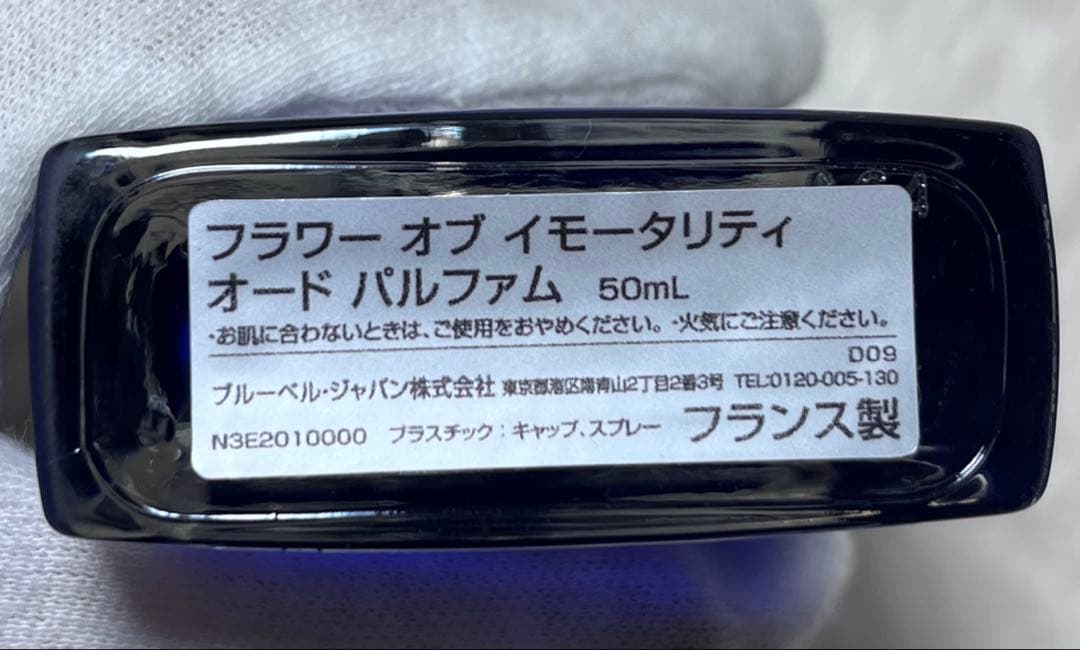 フラワー オブ イモータリティ
オード パルファム 50mL
・お肌に合わないときは、ご使用をおやめください。・火気にご注意ください。
D09
ブルーベル・ジャパン株式会社 東京都港区南青山2丁目2番3号 TEL:0120-005-130
N3E2010000 プラスチック:キャップ、スプレー フランス製